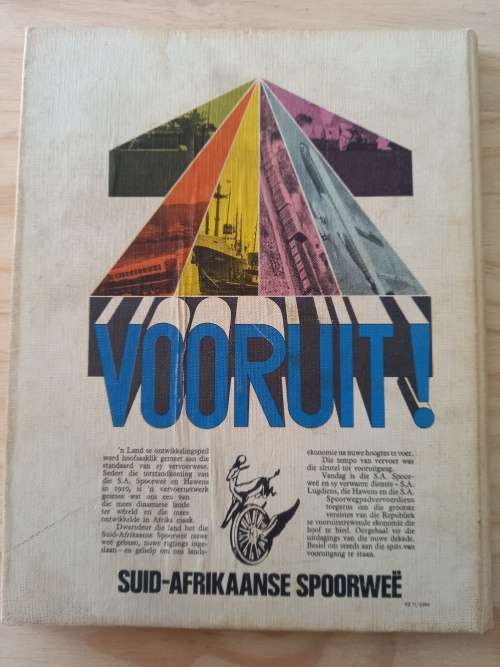 VOORUIT!
'n Land se ontwikkelingspeil
word hoofsaaklik gemeet aan die
standaard van sy vervoerwese.
Sedert die totstandkoming van
die S.A. Spoorweë en Hawens
in 1910, is 'n vervoernetwerk
geskep wat ons een van
die mees dinamiese lande
ter wêreld en die mees
ontwikkelde in Afrika maak.
Dwarsdeur die land het die
Suid-Afrikaanse Spoorweë nuwe
weë gebaan, nuwe rigtings inge-
slaan – en gehelp om ons lands-
ekonomie na nuwe hoogtes te voer.
Die tempo van vervoer was
die sleutel tot vooruitgang.
Vandag is die S.A. Spoor-
weë en sy verwante dienste – S.A.
Lugdiens, die Hawens en die S.A.
Spoorwegpadvervoerdiens
toegerus om die grootste
vereistes van die Republiek
se vooruitstrewende ekonomie die
hoof te bied. Oorgehaal vir die
uitdagings van die nuwe dekade.
Beslis om steeds aan die spits van
vooruitgang te staan.
SUID-AFRIKAANSE SPOORWEË